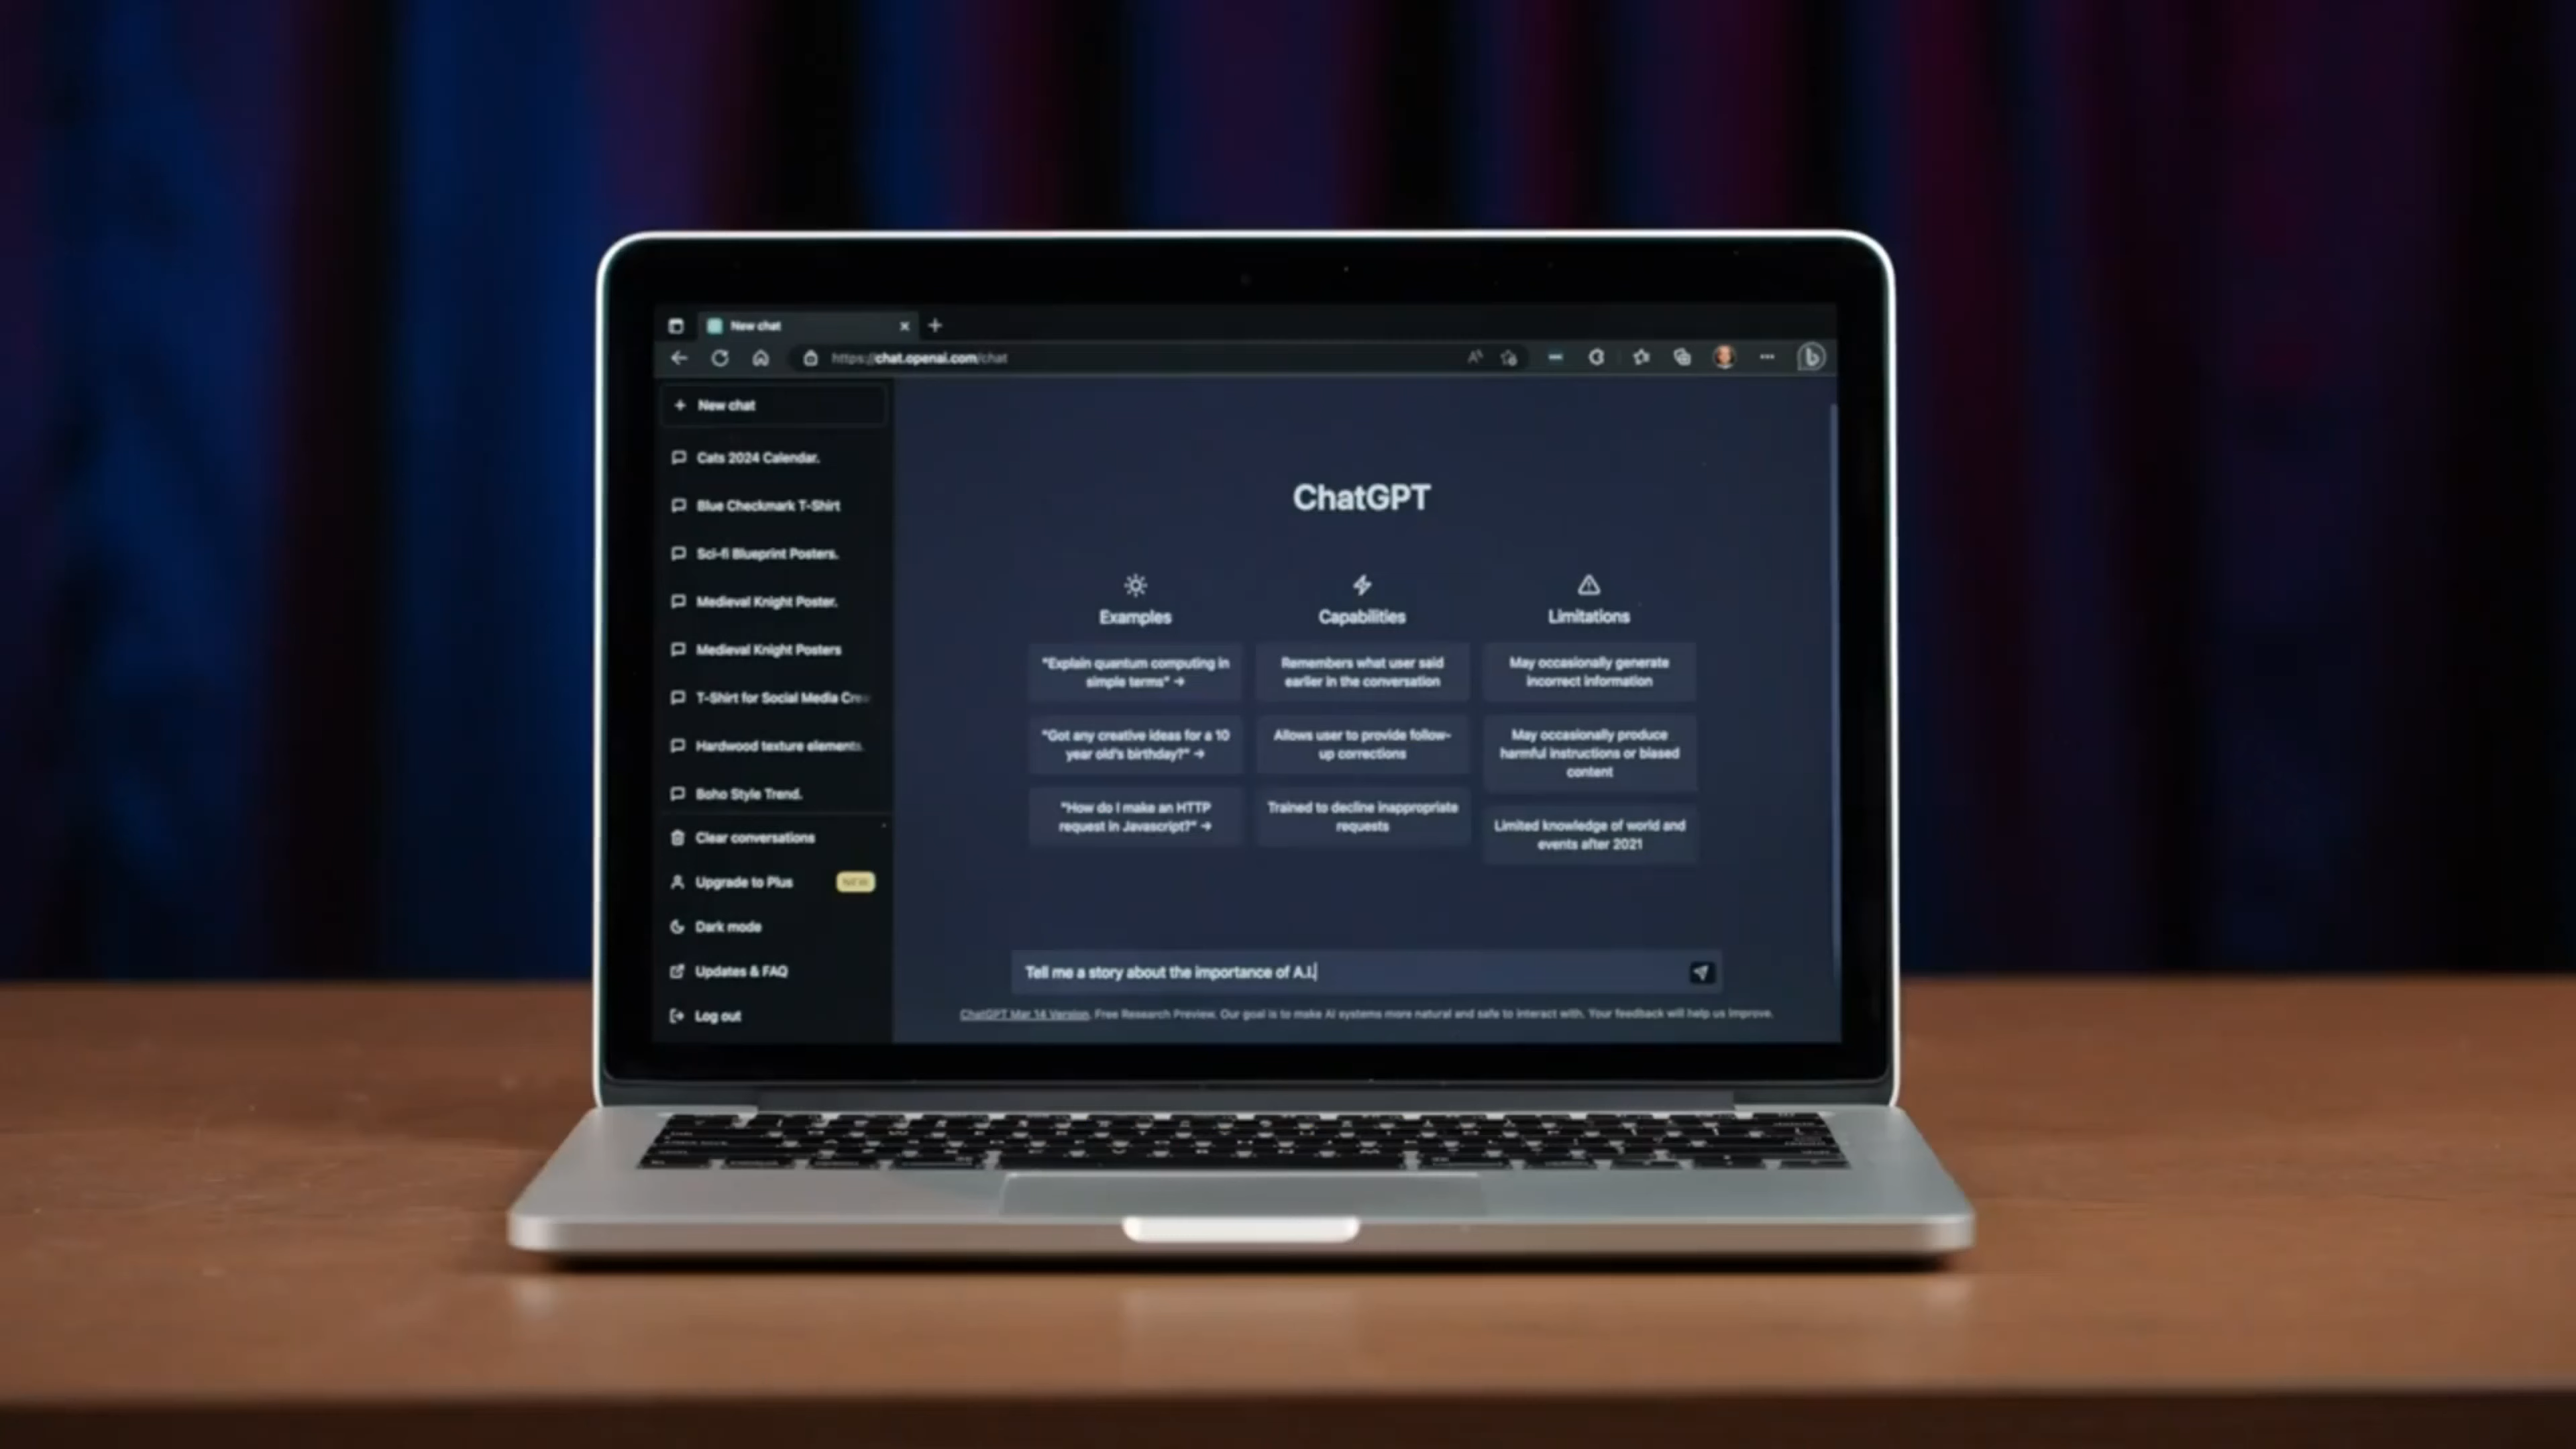 New chat
https://chat.openai.com/chat
New chat
Cats 2024 Calendar.
Blue Checkmark T-Shirt
Sci-fi Blueprint Posters.
Medieval Knight Poster.
Medieval Knight Posters
T-Shirt for Social Media Crea
Hardwood texture elements.
Boho Style Trend.
Clear conversations
Upgrade to Plus
NEW
Dark mode
Updates & FAQ
Log out
ChatGPT
Examples
"Explain quantum computing in
simple terms" →
"Got any creative ideas for a 10
year old's birthday?" →
"How do I make an HTTP
request in Javascript?" →
Capabilities
Remembers what user said
earlier in the conversation
Allows user to provide follow-
up corrections
Trained to decline inappropriate
requests
Limitations
May occasionally generate
incorrect information
May occasionally produce
harmful instructions or biased
content
Limited knowledge of world and
events after 2021
Tell me a story about the importance of A.I.
ChatGPT Mar 14 Version. Free Research Preview. Our goal is to make AI systems more natural and safe to interact with. Your feedback will help us improve.